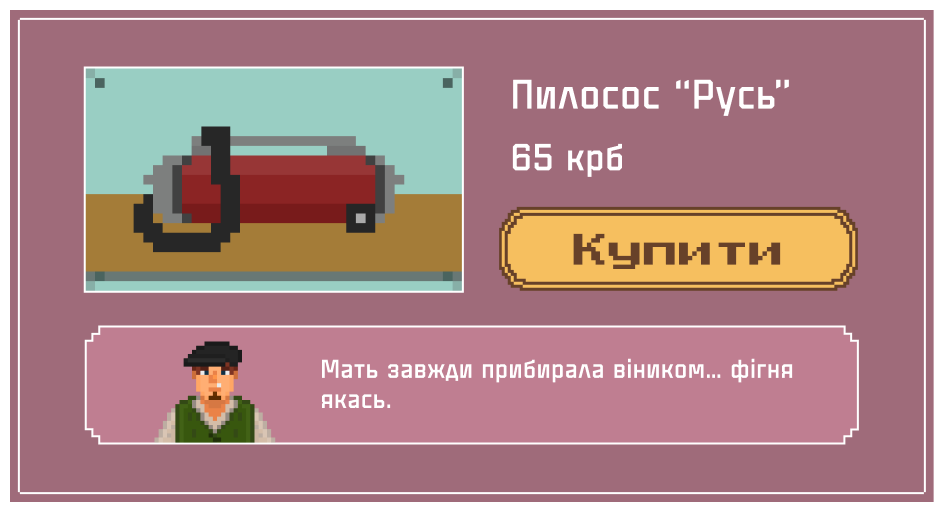 Пилосос “Русь”
65 крб
Купити
Мать завжди прибирала віником... фігня
якась.